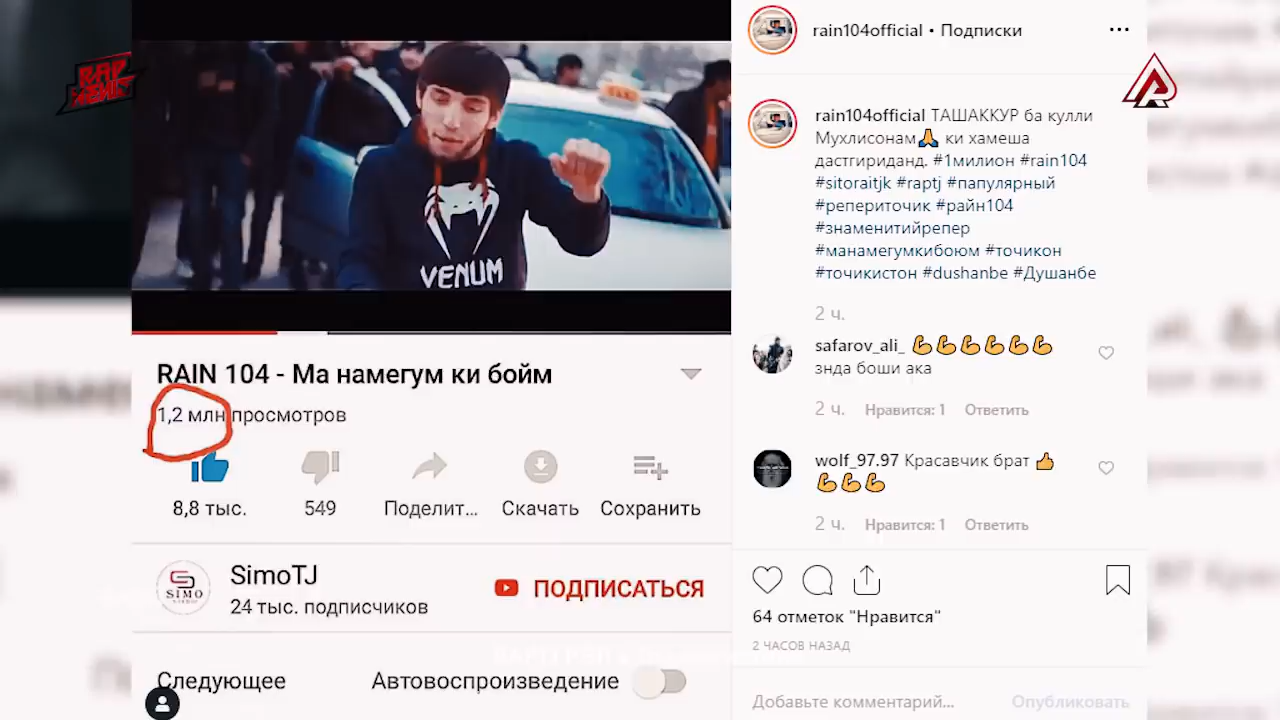 RAP
VENUM
RAIN 104 - Ма намегум ки бойм
1,2 млн просмотров
8,8 тыс.
549
Поделит...
Скачать
Сохранить
SIMO
SimoTJ
24 тыс. подписчиков
ПОДПИСАТЬСЯ
Следующее
Автовоспроизведение
rain104official • Подписки
rain104official ТАШАККУР ба кулли
Мухлисонам🙏 ки хамеша
дастгириданд. #1милион #rain104
#sitoraitjk #raptj #папулярный
#репериточик #райн104
#знаменитийрепер
#манамегумкибоюм #точикон
#точикистон #dushanbe #Душанбе
2 ч.
safarov_ali_ 💪💪💪💪💪💪
знда боши ака
2 ч. Нравится: 1 Ответить
wolf_97.97 Красавчик брат 👍
💪💪💪
2 ч. Нравится: 1 Ответить
64 отметок "Нравится"
2 ЧАСОВ НАЗАД
Добавьте комментарий...
Опубликовать